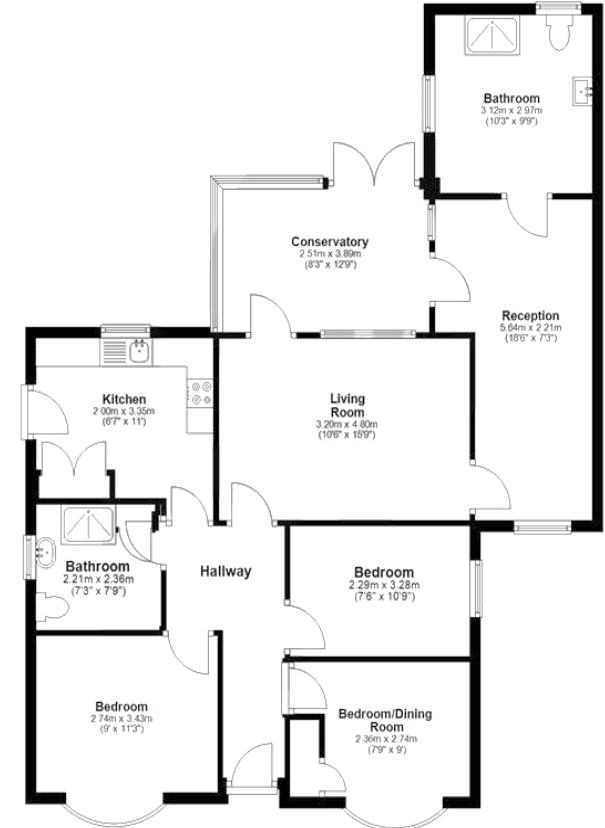 Bathroom
3.12m x 2.97m
(10'3" x 9'9")
Conservatory
2.51m x 3.89m
(8'3" x 12'9")
Reception
5.64m x 2.21m
(18'6" x 7'3")
Kitchen
2.00m x 3.35m
(6'7" x 11')
Living
Room
3.20m x 4.80m
(10'6" x 15'9")
Bathroom
2.21m x 2.36m
(7'3" x 7'9")
Hallway
Bedroom
2.29m x 3.28m
(7'6" x 10'9")
Bedroom
2.74m x 3.43m
(9' x 11'3")
Bedroom/Dining
Room
2.36m x 2.74m
(7'9" x 9')